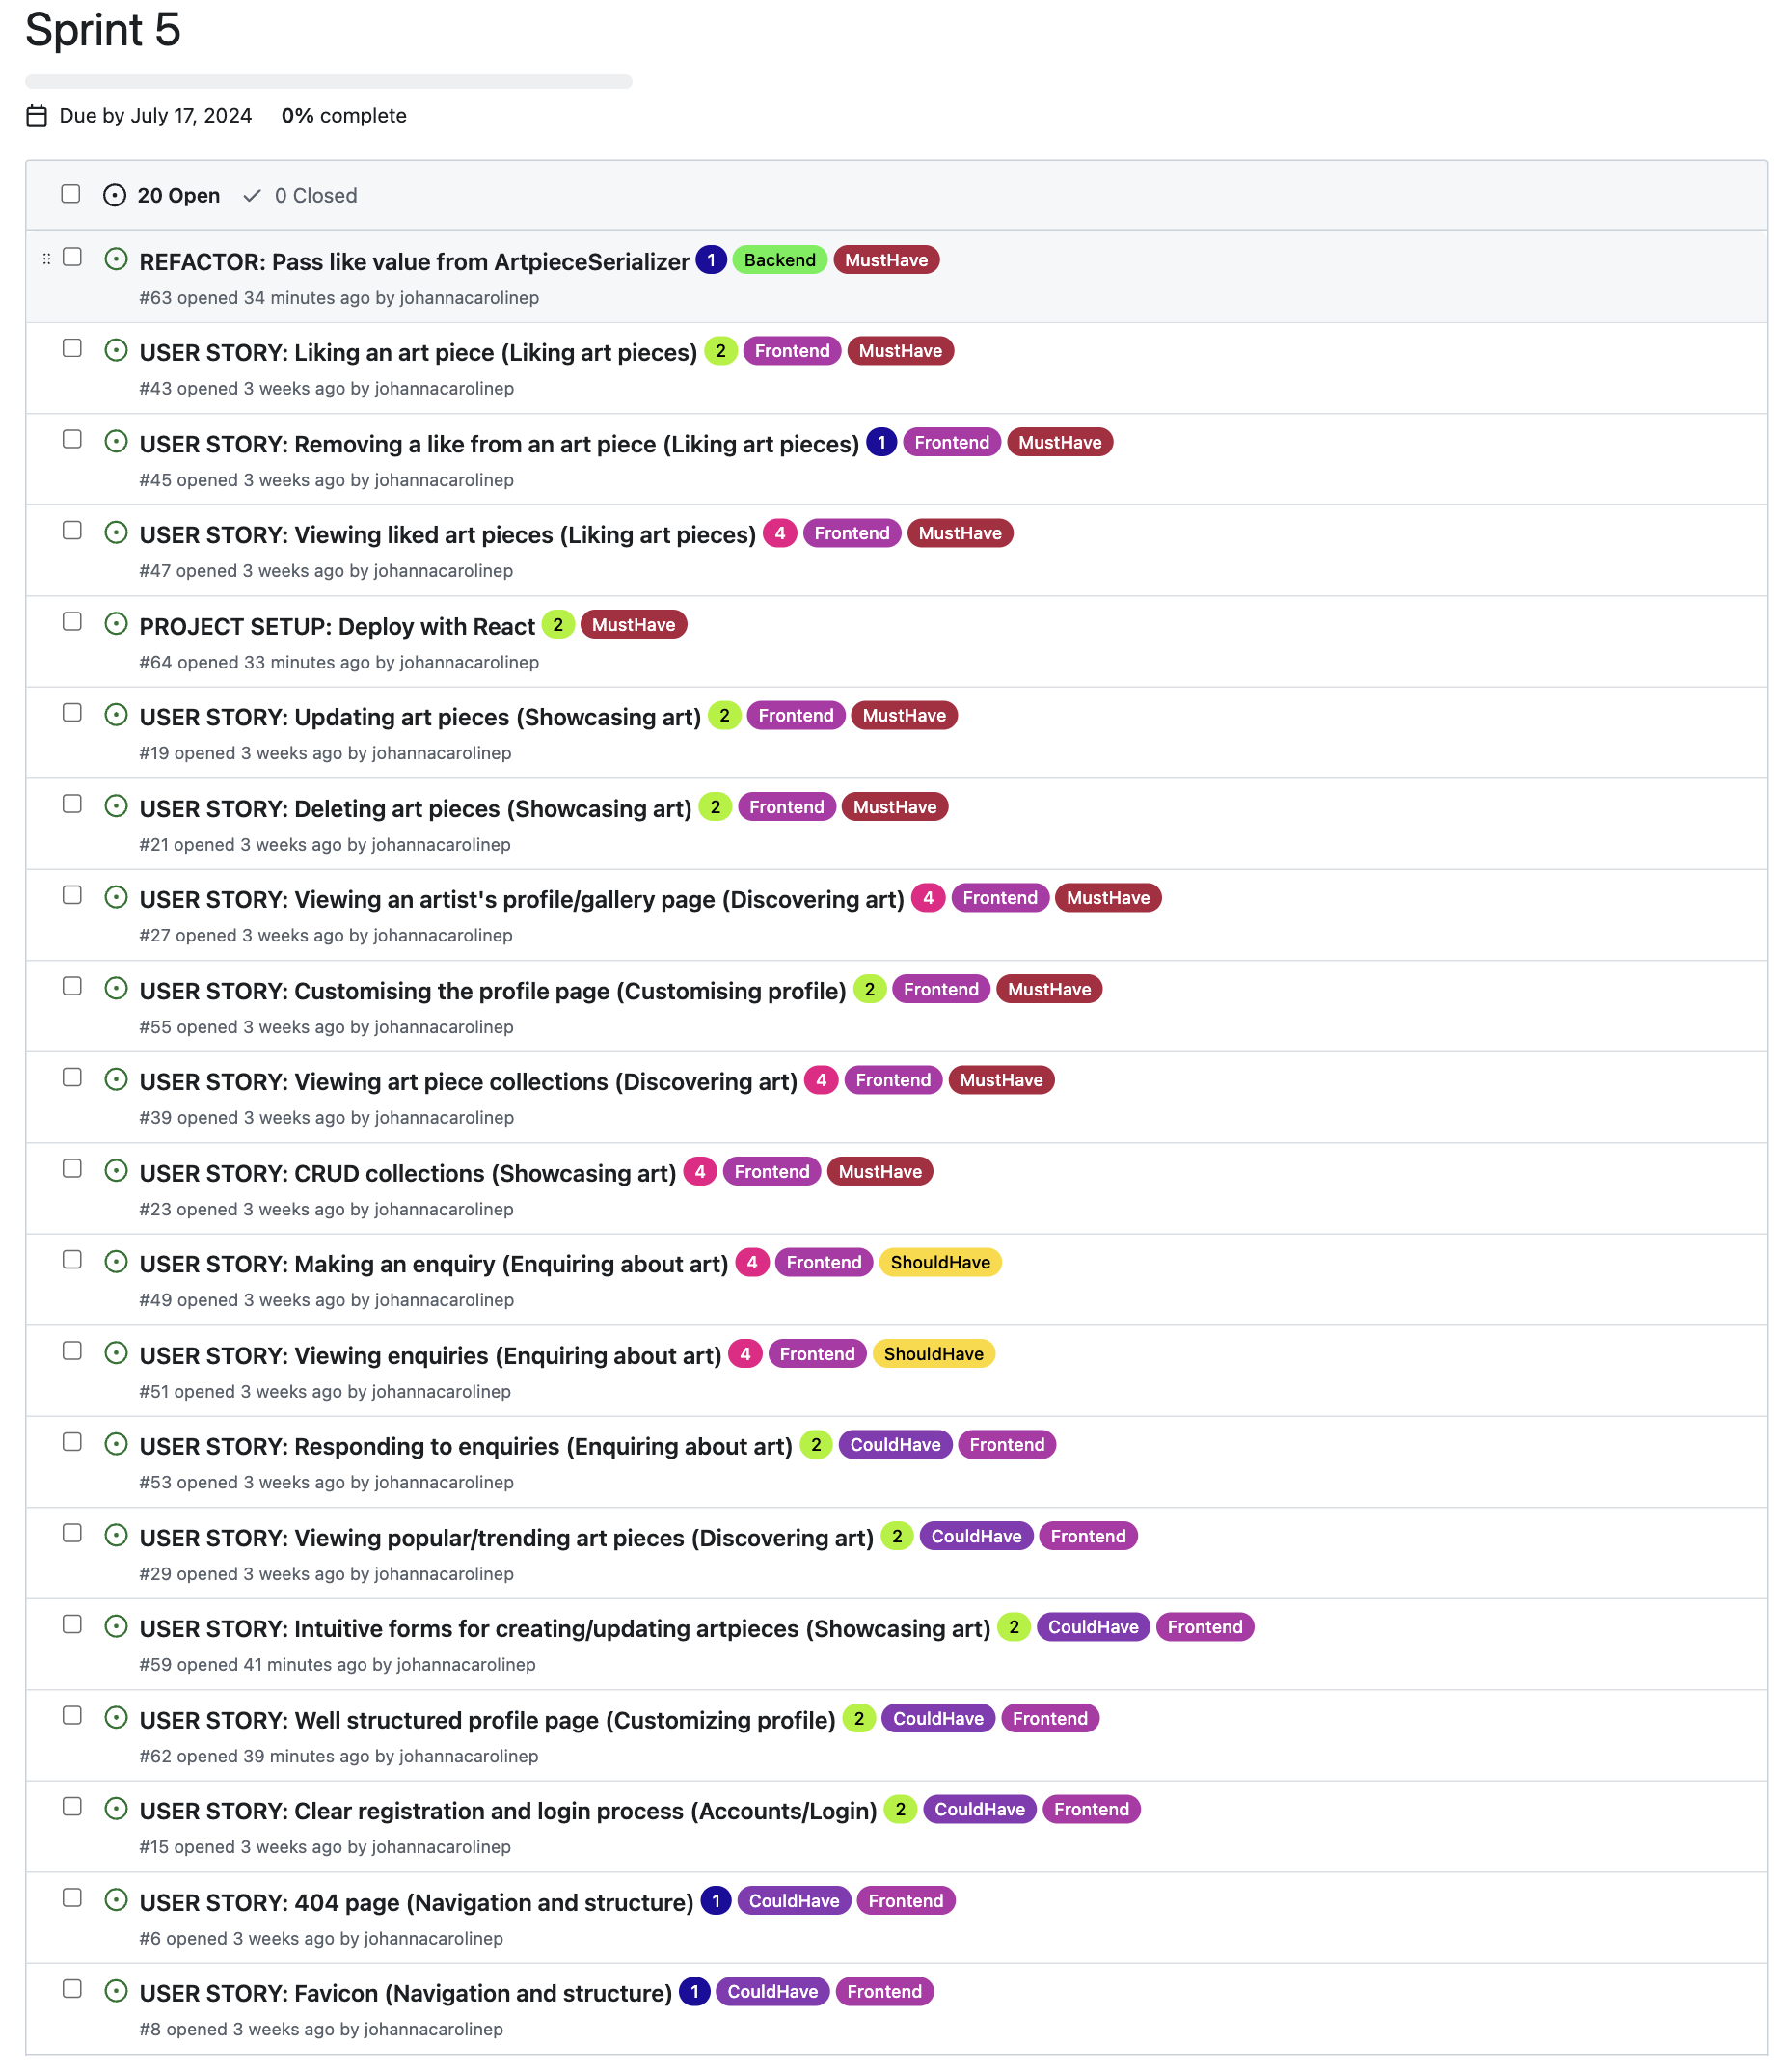 Sprint 5
Due by July 17, 2024 0% complete
20 Open 0 Closed
REFACTOR: Pass like value from ArtpieceSerializer 1 Backend MustHave
#63 opened 34 minutes ago by johannacarolinep
USER STORY: Liking an art piece (Liking art pieces) 2 Frontend MustHave
#43 opened 3 weeks ago by johannacarolinep
USER STORY: Removing a like from an art piece (Liking art pieces) 1 Frontend MustHave
#45 opened 3 weeks ago by johannacarolinep
USER STORY: Viewing liked art pieces (Liking art pieces) 4 Frontend MustHave
#47 opened 3 weeks ago by johannacarolinep
PROJECT SETUP: Deploy with React 2 MustHave
#64 opened 33 minutes ago by johannacarolinep
USER STORY: Updating art pieces (Showcasing art) 2 Frontend MustHave
#19 opened 3 weeks ago by johannacarolinep
USER STORY: Deleting art pieces (Showcasing art) 2 Frontend MustHave
#21 opened 3 weeks ago by johannacarolinep
USER STORY: Viewing an artist's profile/gallery page (Discovering art) 4 Frontend MustHave
#27 opened 3 weeks ago by johannacarolinep
USER STORY: Customising the profile page (Customising profile) 2 Frontend MustHave
#55 opened 3 weeks ago by johannacarolinep
USER STORY: Viewing art piece collections (Discovering art) 4 Frontend MustHave
#39 opened 3 weeks ago by johannacarolinep
USER STORY: CRUD collections (Showcasing art) 4 Frontend MustHave
#23 opened 3 weeks ago by johannacarolinep
USER STORY: Making an enquiry (Enquiring about art) 4 Frontend ShouldHave
#49 opened 3 weeks ago by johannacarolinep
USER STORY: Viewing enquiries (Enquiring about art) 4 Frontend ShouldHave
#51 opened 3 weeks ago by johannacarolinep
USER STORY: Responding to enquiries (Enquiring about art) 2 CouldHave Frontend
#53 opened 3 weeks ago by johannacarolinep
USER STORY: Viewing popular/trending art pieces (Discovering art) 2 CouldHave Frontend
#29 opened 3 weeks ago by johannacarolinep
USER STORY: Intuitive forms for creating/updating artpieces (Showcasing art) 2 CouldHave Frontend
#59 opened 41 minutes ago by johannacarolinep
USER STORY: Well structured profile page (Customizing profile) 2 CouldHave Frontend
#62 opened 39 minutes ago by johannacarolinep
USER STORY: Clear registration and login process (Accounts/Login) 2 CouldHave Frontend
#15 opened 3 weeks ago by johannacarolinep
USER STORY: 404 page (Navigation and structure) 1 CouldHave Frontend
#6 opened 3 weeks ago by johannacarolinep
USER STORY: Favicon (Navigation and structure) 1 CouldHave Frontend
#8 opened 3 weeks ago by johannacarolinep